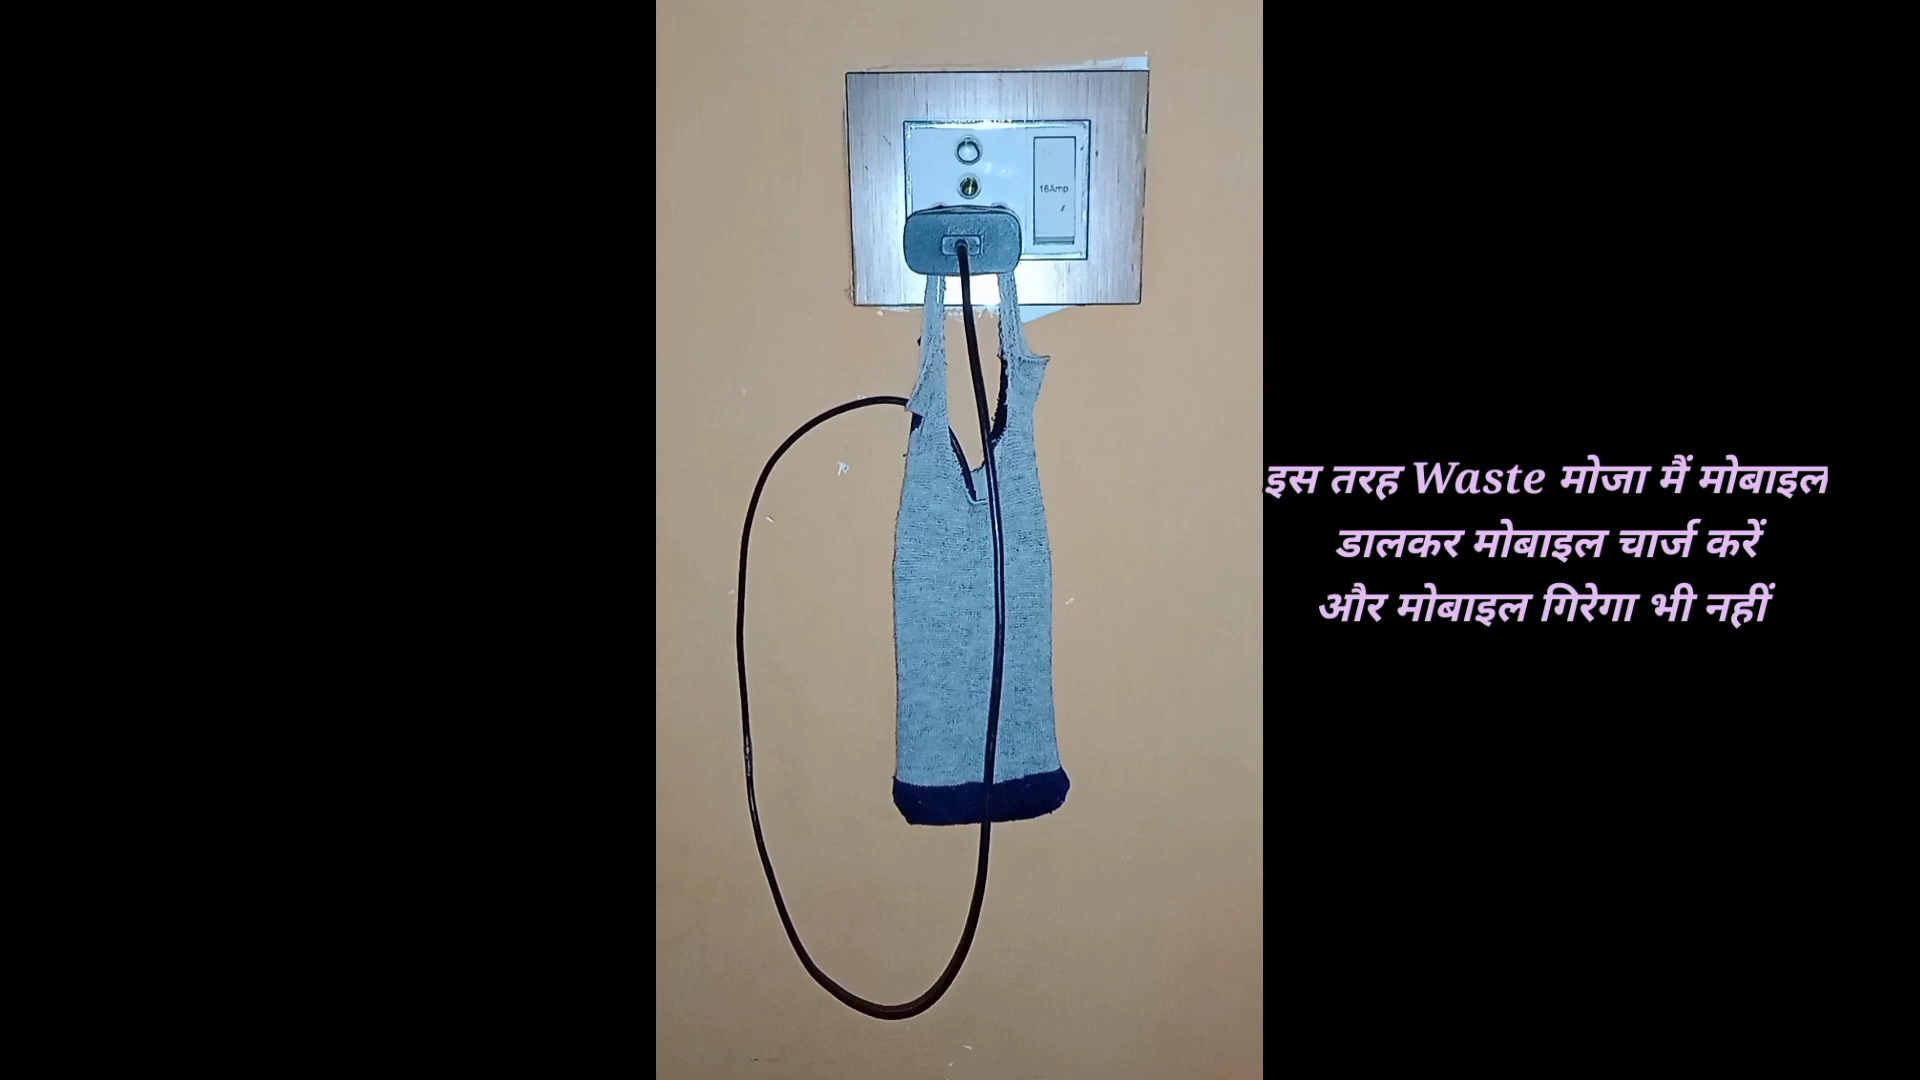 16Amp
इस तरह Waste मोजा मैं मोबाइल
डालकर मोबाइल चार्ज करें
और मोबाइल गिरेगा भी नहीं